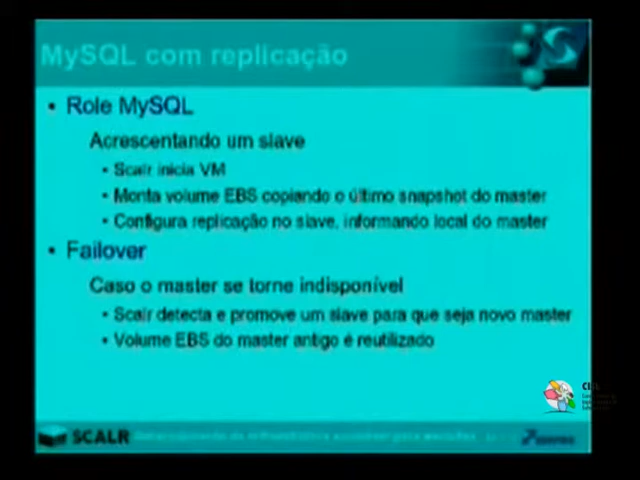 MySQL com replicação
• Role MySQL
Acrescentando um slave
• Scalr inicia VM
• Monta volume EBS copiando o último snapshot do master
• Configura replicação no slave, informando local do master
• Failover
Caso o master se torne indisponível
• Scalr detecta e promove um slave para que seja novo master
• Volume EBS do master antigo é reutilizado
SCALR